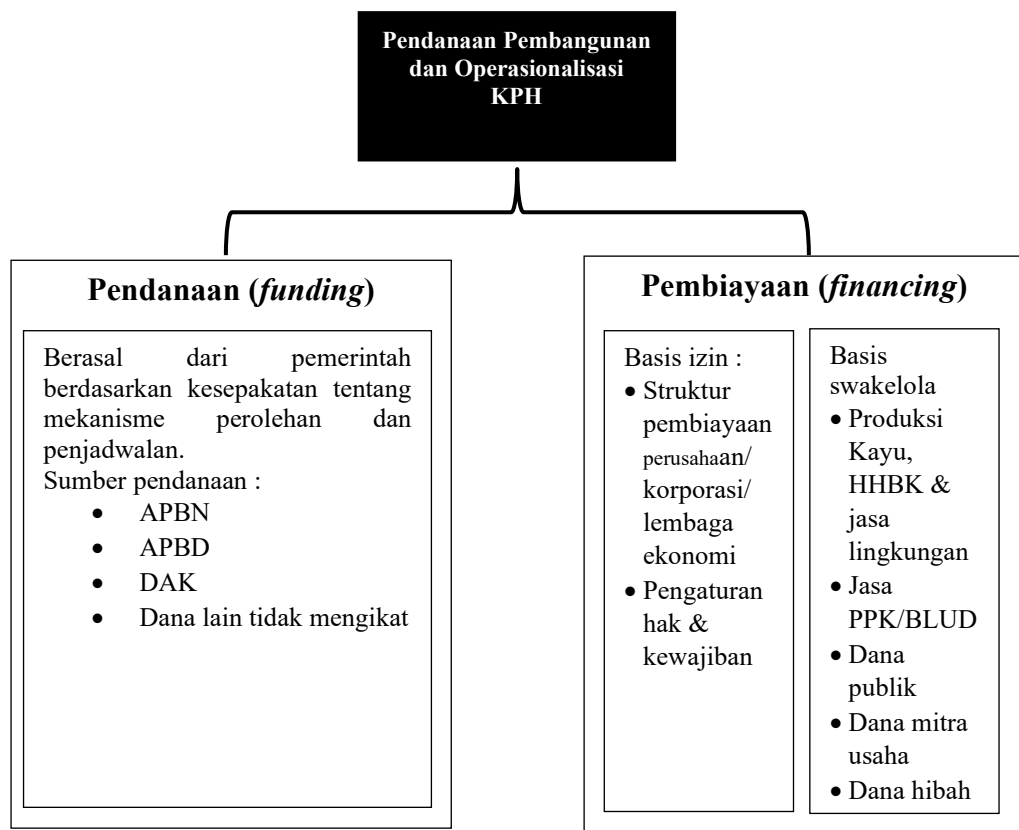 Pendanaan Pembangunan
dan Operasionalisasi
KPH
Pendanaan (funding)
Berasal dari pemerintah
berdasarkan kesepakatan tentang
mekanisme perolehan dan
penjadwalan.
Sumber pendanaan :
• APBN
• APBD
• DAK
• Dana lain tidak mengikat
Pembiayaan (financing)
Basis izin :
• Struktur
pembiayaan
perusahaan/
korporasi/
lembaga
ekonomi
• Pengaturan
hak &
kewajiban
Basis
swakelola
• Produksi
Kayu,
HHBK &
jasa
lingkungan
• Jasa
PPK/BLUD
• Dana
publik
• Dana mitra
usaha
• Dana hibah